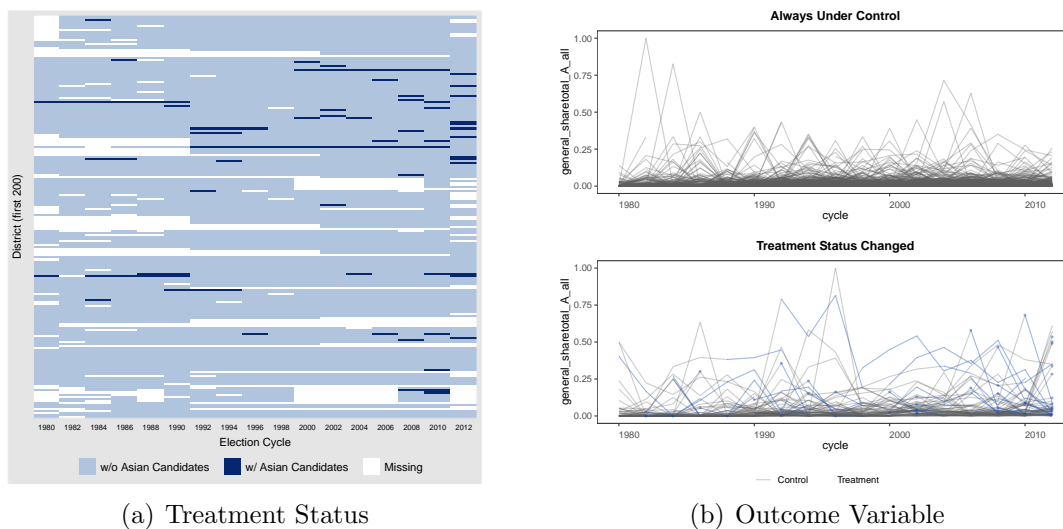 District (first 200)
1980 1982 1984 1986 1988 1990 1992 1994 1996 1998 2000 2002 2004 2006 2008 2010 2012
Election Cycle
w/o Asian Candidates w/ Asian Candidates Missing
(a) Treatment Status
Always Under Control
general_sharetotal_A_all
1.00
0.75
0.50
0.25
0.00
1980 1990 2000 2010
cycle
Treatment Status Changed
general_sharetotal_A_all
1.00
0.75
0.50
0.25
0.00
1980 1990 2000 2010
cycle
Control Treatment
(b) Outcome Variable